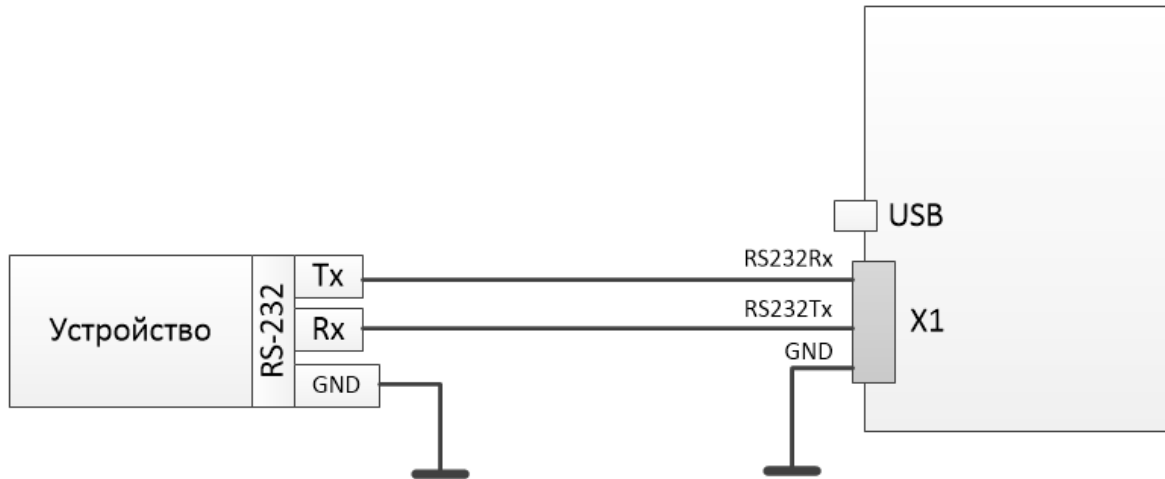 USB
RS232Rx
Tx
RS232Tx
X1
Устройство
RS-232
Rx
GND
GND